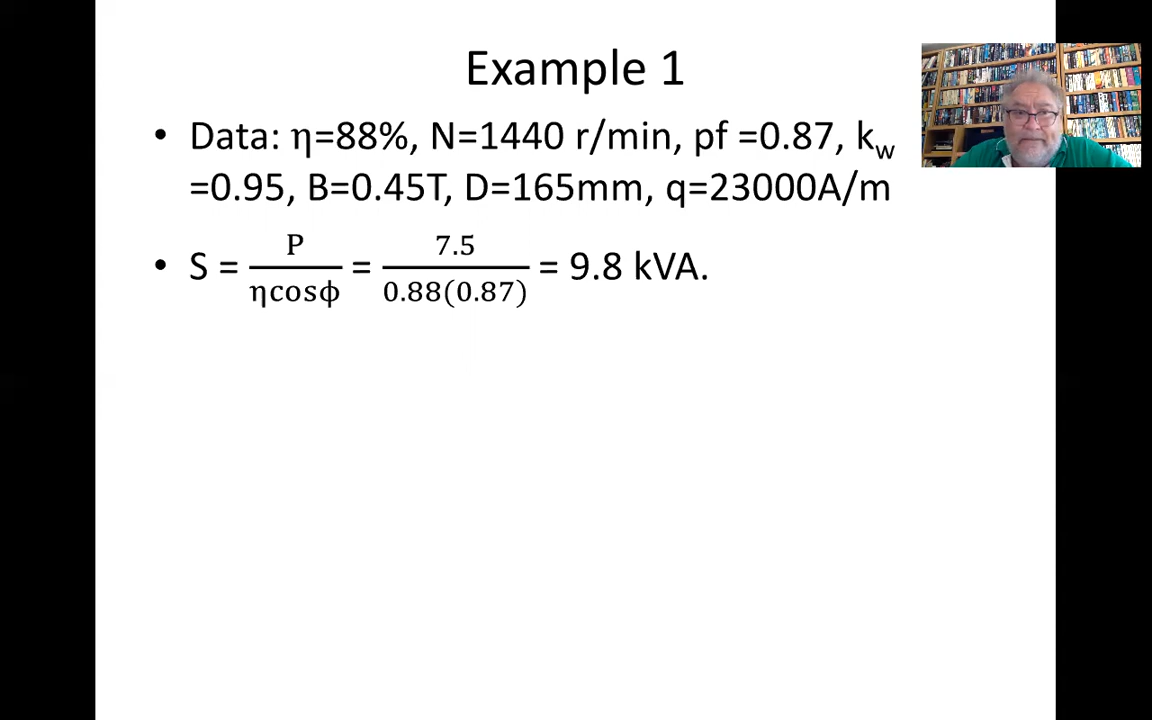 Example 1
• Data: η=88%, N=1440 r/min, pf =0.87, kw
=0.95, B=0.45T, D=165mm, q=23000A/m
• S = P/ηcosϕ = 7.5/0.88(0.87) = 9.8 kVA.